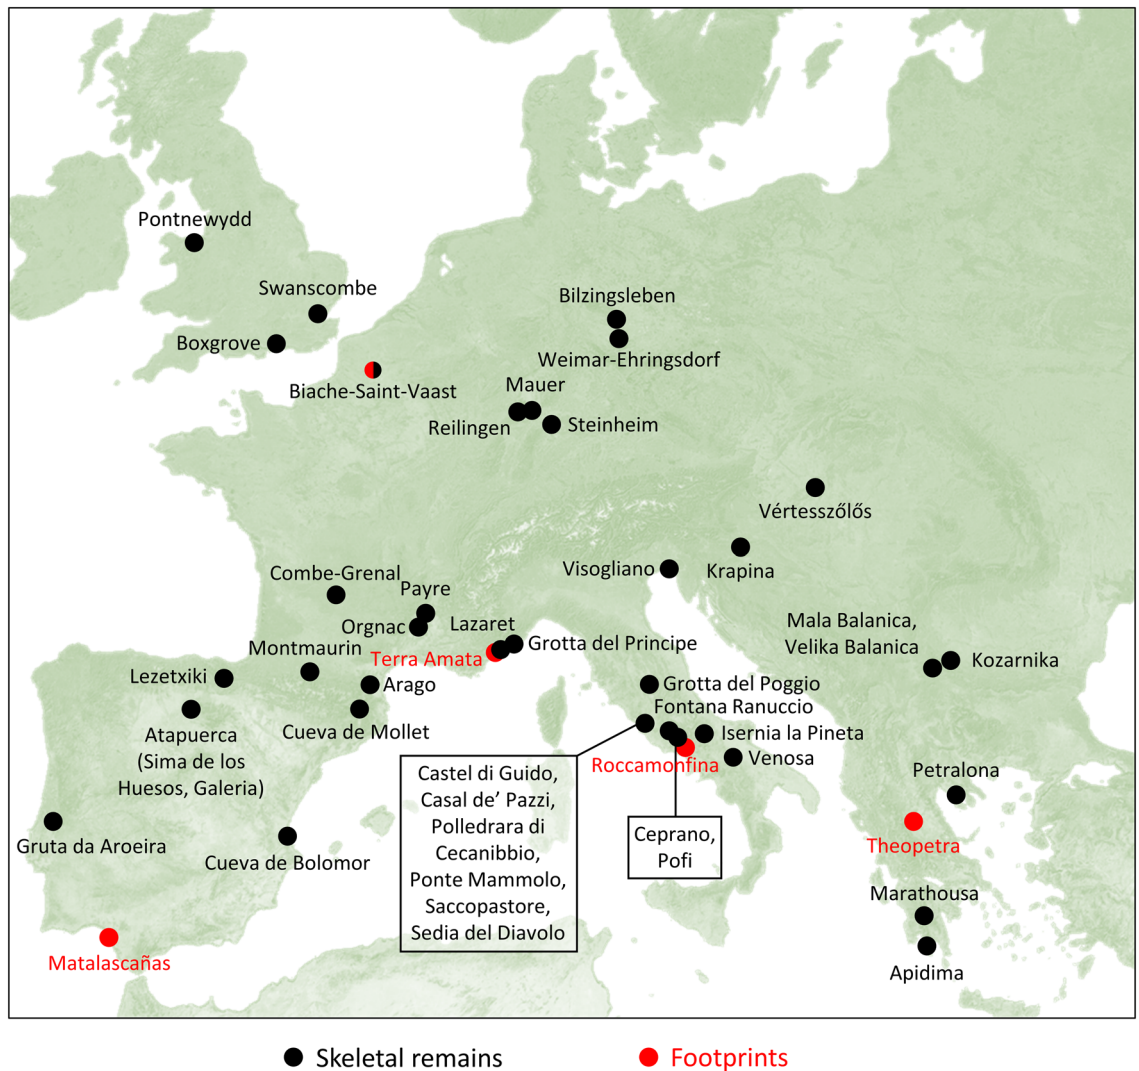 Pontnewydd
Swanscombe
Boxgrove
Bilzingsleben
Weimar-Ehringsdorf
Biache-Saint-Vaast
Mauer
Reilingen
Steinheim
Vértesszőlős
Visogliano
Krapina
Combe-Grenal
Payre
Orgnac
Lazaret
Montmaurin
Terra Amata
Grotta del Principe
Mala Balanica,
Velika Balanica
Kozarnika
Lezetxiki
Arago
Grotta del Poggio
Fontana Ranuccio
Atapuerca
(Sima de los
Huesos, Galeria)
Cueva de Mollet
Isernia la Pineta
Venosa
Roccamonfina
Castel di Guido,
Casal de’ Pazzi,
Polledrara di
Cecanibbio,
Ponte Mammolo,
Saccopastore,
Sedia del Diavolo
Ceprano,
Pofi
Petralona
Theopetra
Gruta da Aroeira
Cueva de Bolomor
Marathousa
Apidima
Matalascañas
Skeletal remains
Footprints